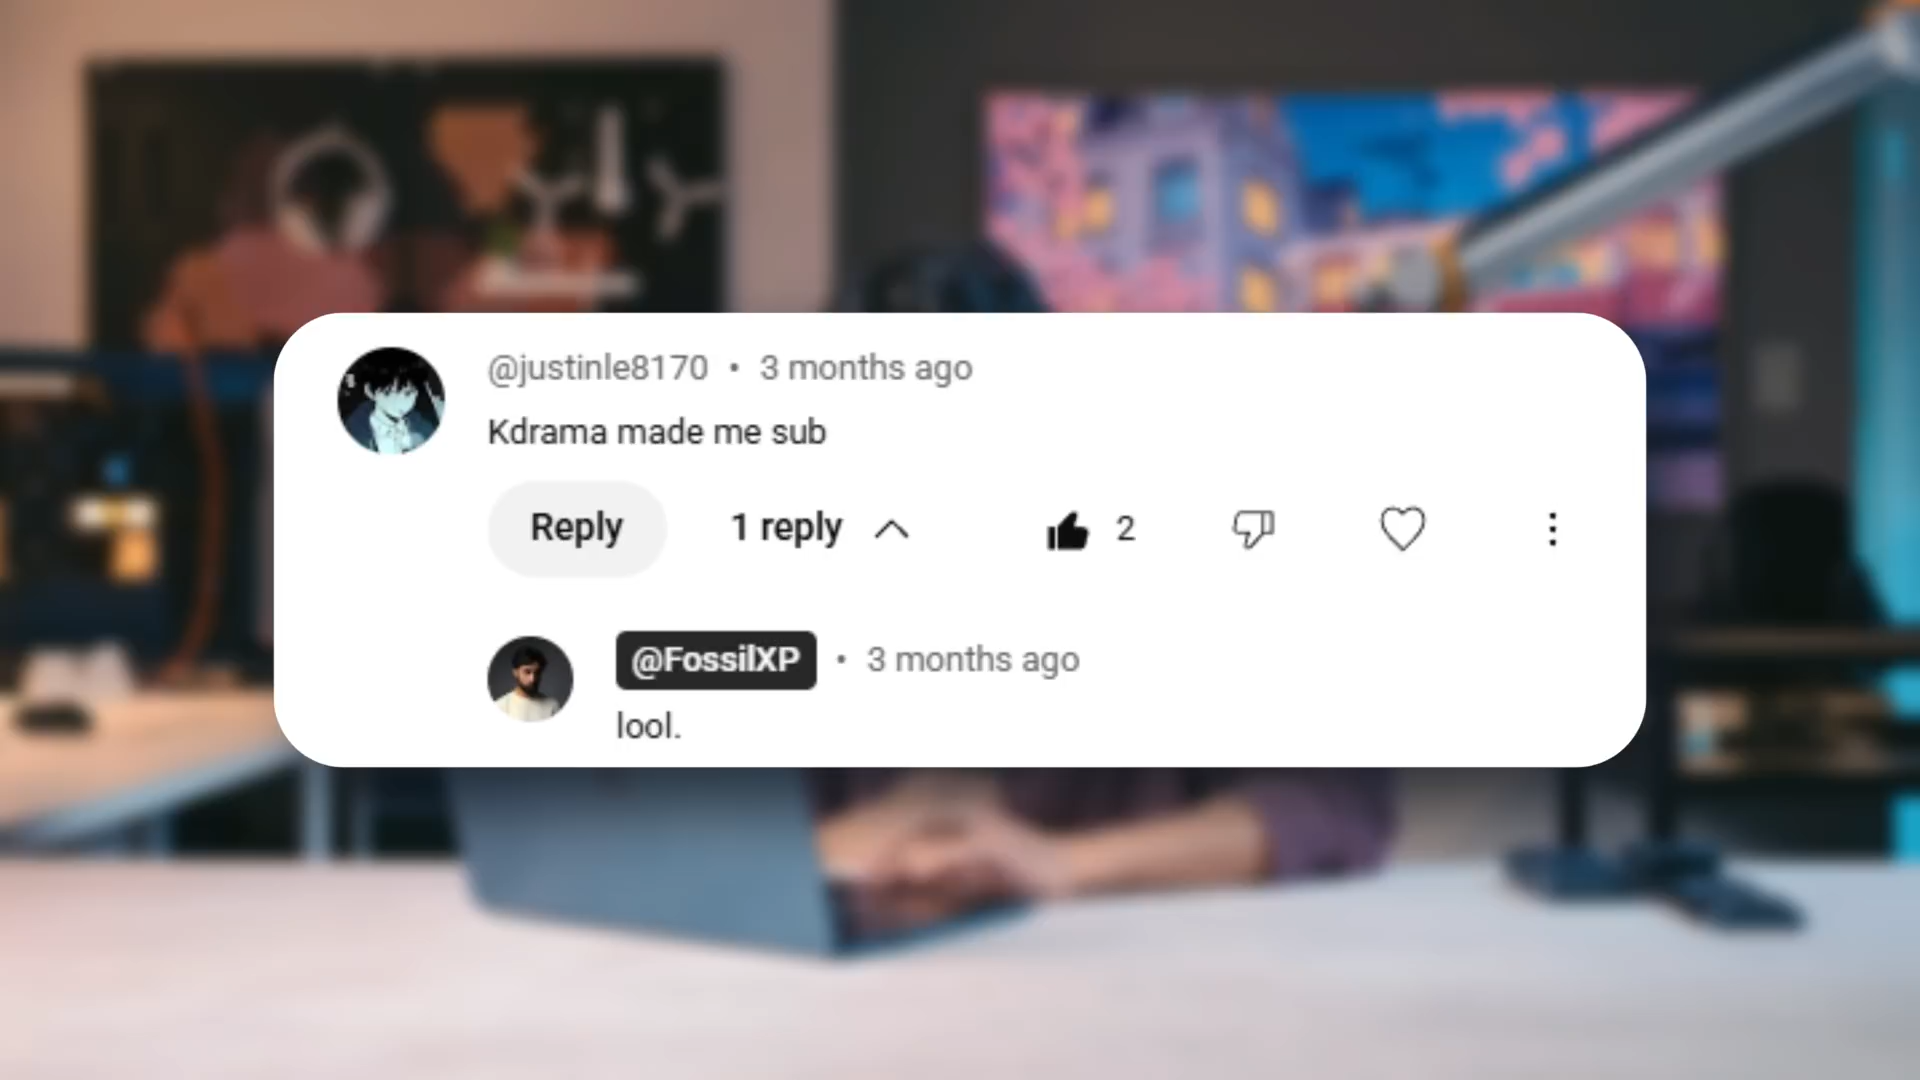 @justinle8170 • 3 months ago
Kdrama made me sub
Reply 1 reply 2
@FossilXP • 3 months ago
lool.